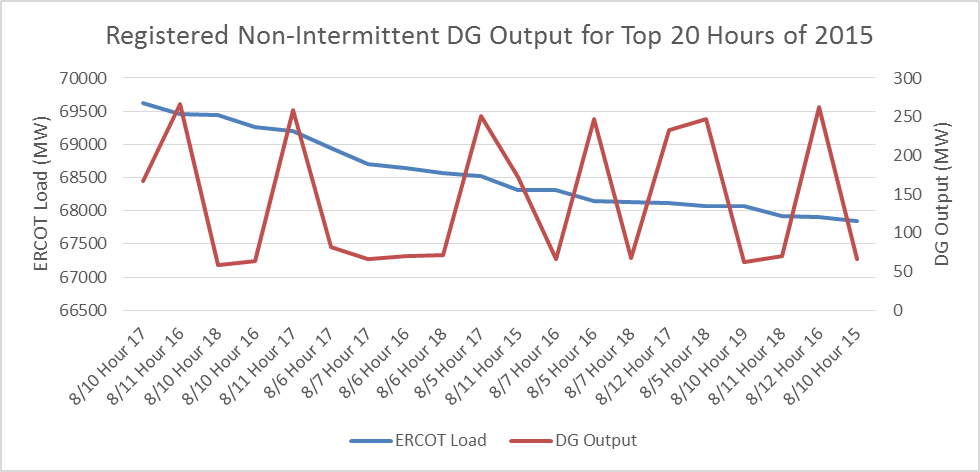 Registered Non-Intermittent DG Output for Top 20 Hours of 2015
70000
69500
69000
68500
68000
67500
67000
66500
ERCOT Load (MW)
300
250
200
150
100
50
0
DG Output (MW)
8/10 Hour 17
8/11 Hour 16
8/10 Hour 18
8/10 Hour 16
8/11 Hour 17
8/6 Hour 17
8/7 Hour 17
8/6 Hour 16
8/6 Hour 18
8/5 Hour 17
8/11 Hour 15
8/7 Hour 16
8/5 Hour 16
8/7 Hour 18
8/12 Hour 17
8/5 Hour 18
8/10 Hour 19
8/11 Hour 18
8/12 Hour 16
8/10 Hour 15
ERCOT Load
DG Output